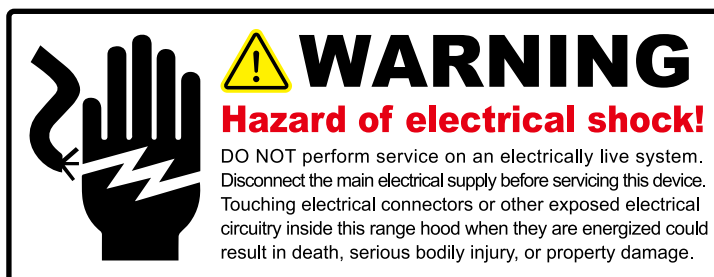 WARNING
Hazard of electrical shock!
DO NOT perform service on an electrically live system.
Disconnect the main electrical supply before servicing this device.
Touching electrical connectors or other exposed electrical
circuitry inside this range hood when they are energized could
result in death, serious bodily injury, or property damage.